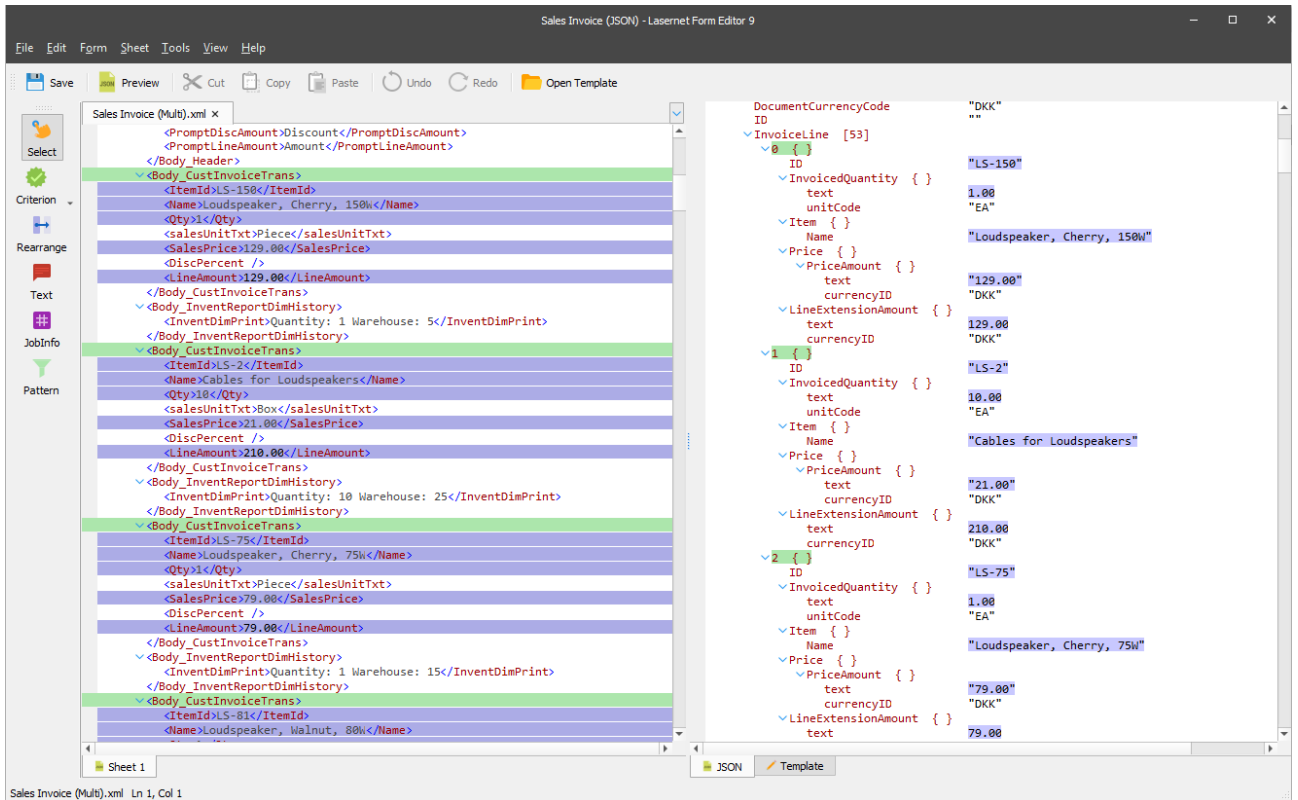 Sales Invoice (JSON) - Lasernet Form Editor 9
File Edit Form Sheet Tools View Help
Save JSON Preview Cut Copy Paste Undo Redo Open Template
Select
Criterion
Rearrange
Text
JobInfo
Pattern
Sales Invoice (Multi).xml ×
<PromptDiscAmount>Discount</PromptDiscAmount>
<PromptLineAmount>Amount</PromptLineAmount>
</Body_Header>
<Body_CustInvoiceTrans>
<ItemId>LS-150</ItemId>
<Name>Loudspeaker, Cherry, 150W</Name>
<Qty>1</Qty>
<salesUnitTxt>Piece</salesUnitTxt>
<SalesPrice>129.00</SalesPrice>
<DiscPercent />
<LineAmount>129.00</LineAmount>
</Body_CustInvoiceTrans>
<Body_InventReportDimHistory>
<InventDimPrint>Quantity: 1 Warehouse: 5</InventDimPrint>
</Body_InventReportDimHistory>
<Body_CustInvoiceTrans>
<ItemId>LS-2</ItemId>
<Name>Cables for Loudspeakers</Name>
<Qty>10</Qty>
<salesUnitTxt>Box</salesUnitTxt>
<SalesPrice>21.00</SalesPrice>
<DiscPercent />
<LineAmount>210.00</LineAmount>
</Body_CustInvoiceTrans>
<Body_InventReportDimHistory>
<InventDimPrint>Quantity: 10 Warehouse: 25</InventDimPrint>
</Body_InventReportDimHistory>
<Body_CustInvoiceTrans>
<ItemId>LS-75</ItemId>
<Name>Loudspeaker, Cherry, 75W</Name>
<Qty>1</Qty>
<salesUnitTxt>Piece</salesUnitTxt>
<SalesPrice>79.00</SalesPrice>
<DiscPercent />
<LineAmount>79.00</LineAmount>
</Body_CustInvoiceTrans>
<Body_InventReportDimHistory>
<InventDimPrint>Quantity: 1 Warehouse: 15</InventDimPrint>
</Body_InventReportDimHistory>
<Body_CustInvoiceTrans>
<ItemId>LS-81</ItemId>
<Name>Loudspeaker, Walnut, 80W</Name>
Sheet 1
DocumentCurrencyCode "DKK"
ID ""
InvoiceLine [53]
0 { }
ID "LS-150"
InvoicedQuantity { }
text 1.00
unitCode "EA"
Item { }
Name "Loudspeaker, Cherry, 150W"
Price { }
PriceAmount { }
text "129.00"
currencyID "DKK"
LineExtensionAmount { }
text 129.00
currencyID "DKK"
1 { }
ID "LS-2"
InvoicedQuantity { }
text 10.00
unitCode "EA"
Item { }
Name "Cables for Loudspeakers"
Price { }
PriceAmount { }
text "21.00"
currencyID "DKK"
LineExtensionAmount { }
text 210.00
currencyID "DKK"
2 { }
ID "LS-75"
InvoicedQuantity { }
text 1.00
unitCode "EA"
Item { }
Name "Loudspeaker, Cherry, 75W"
Price { }
PriceAmount { }
text "79.00"
currencyID "DKK"
LineExtensionAmount { }
text 79.00
JSON Template
Sales Invoice (Multi).xml Ln 1, Col 1